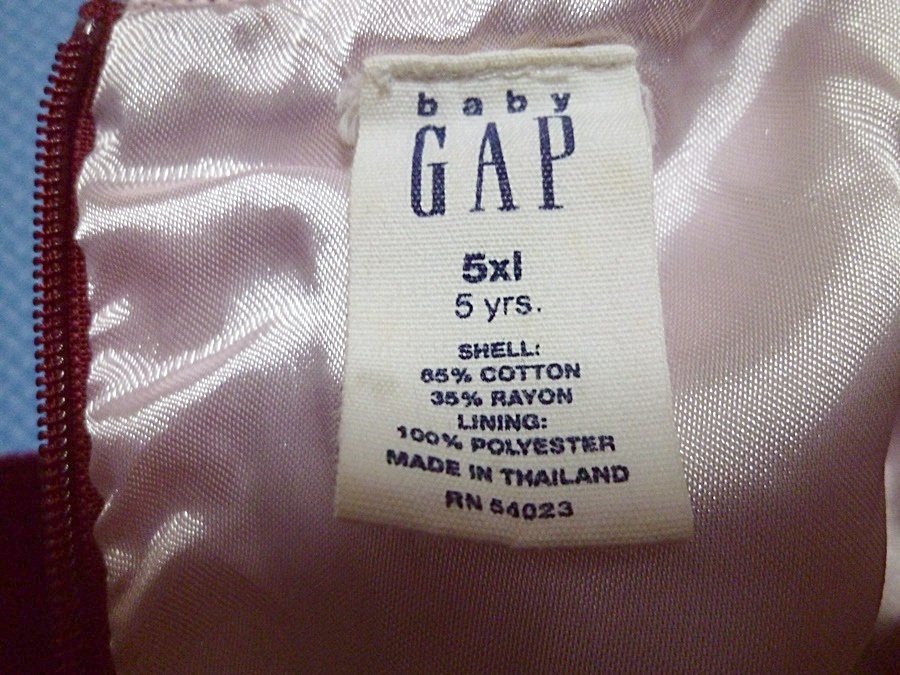 baby
GAP
5xl
5 yrs.
SHELL:
65% COTTON
35% RAYON
LINING:
100% POLYESTER
MADE IN THAILAND
RN 54023